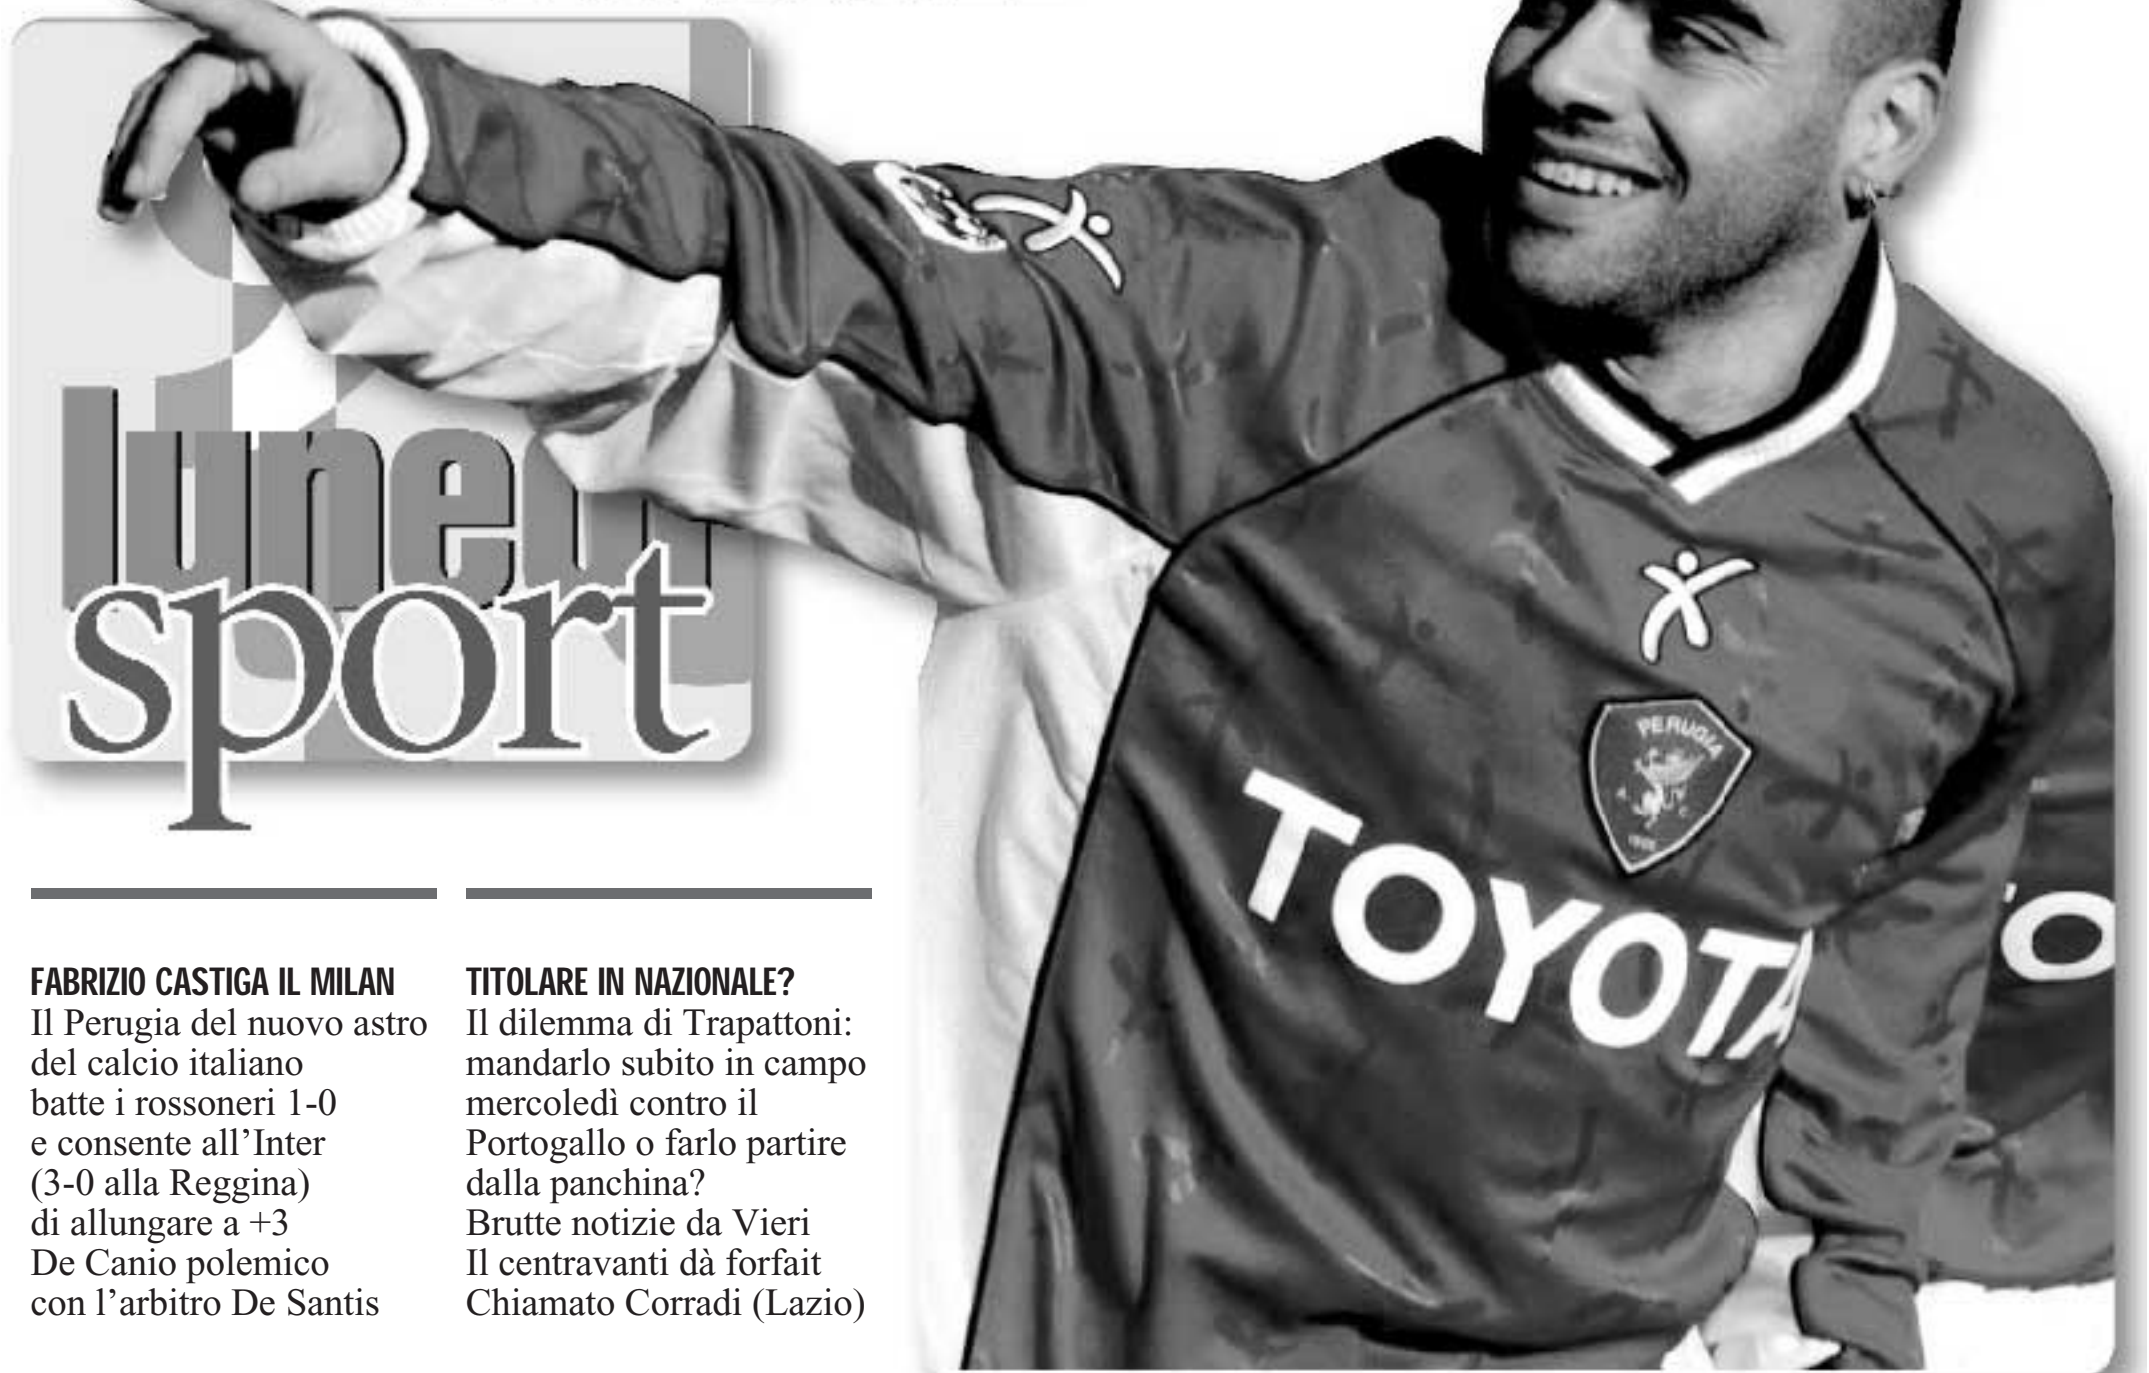 lunedì
sport
PERUGIA
TOYOTA
TO
FABRIZIO CASTIGA IL MILAN
Il Perugia del nuovo astro
del calcio italiano
batte i rossoneri 1-0
e consente all’Inter
(3-0 alla Reggina)
di allungare a +3
De Canio polemico
con l’arbitro De Santis
TITOLARE IN NAZIONALE?
Il dilemma di Trapattoni:
mandarlo subito in campo
mercoledì contro il
Portogallo o farlo partire
dalla panchina?
Brutte notizie da Vieri
Il centravanti dà forfait
Chiamato Corradi (Lazio)